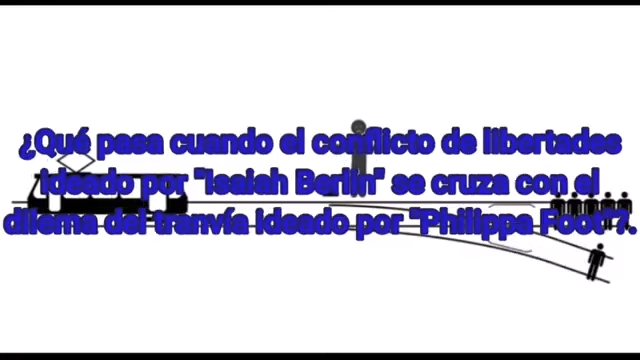 ¿Qué pasa cuando el conflicto de libertades
ideado por "Isaiah Berlin" se cruza con el
dilema del tranvía ideado por "Philippa Foot"?.